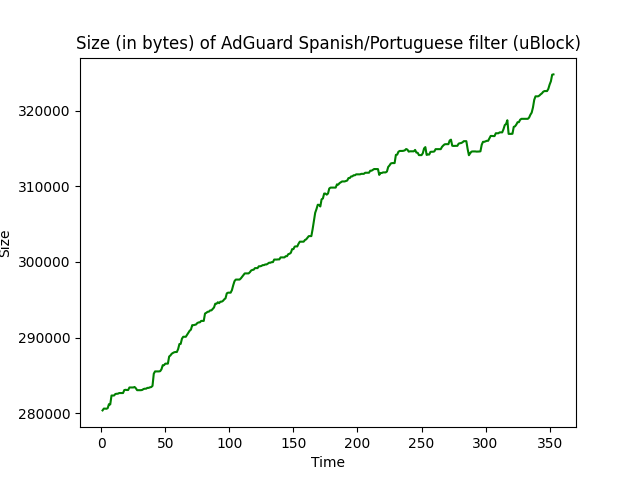 Size (in bytes) of AdGuard Spanish/Portuguese filter (uBlock)
320000
310000
300000
290000
280000
Size
0 50 100 150 200 250 300 350
Time